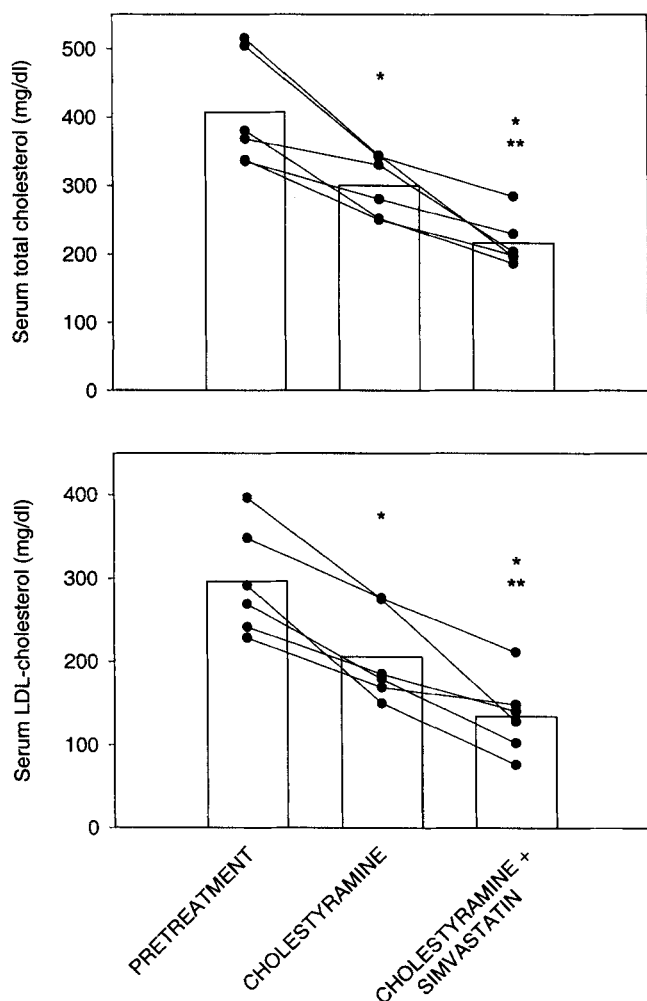 Serum total cholesterol (mg/dl)
500
400
300
200
100
0
*
*
**
Serum LDL-cholesterol (mg/dl)
400
300
200
100
0
*
*
**
PRETREATMENT
CHOLESTYRAMINE
CHOLESTYRAMINE +
SIMVASTATIN